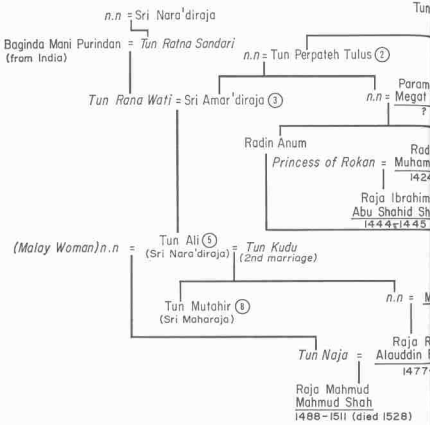 Tun
n.n = Sri Nara'diraja
Baginda Mani Purindan = Tun Ratna Sandari
(from India)
n.n = Tun Perpateh Tulus ②
Param
Tun Rana Wati = Sri Amar'diraja ③
n.n = Megat
?
Radin Anum
Rad
Princess of Rokan = Muham
1424
Raja Ibrahim
Abu Shahid Sh
1444-1445
(Malay Woman) n.n = Tun Ali ⑤ = Tun Kudu
(Sri Nara'diraja) (2nd marriage)
Tun Mutahir ⑥
(Sri Maharaja)
n.n = M
Raja R
Tun Naja = Alauddin
1477-
Raja Mahmud
Mahmud Shah
1488-1511 (died 1528)